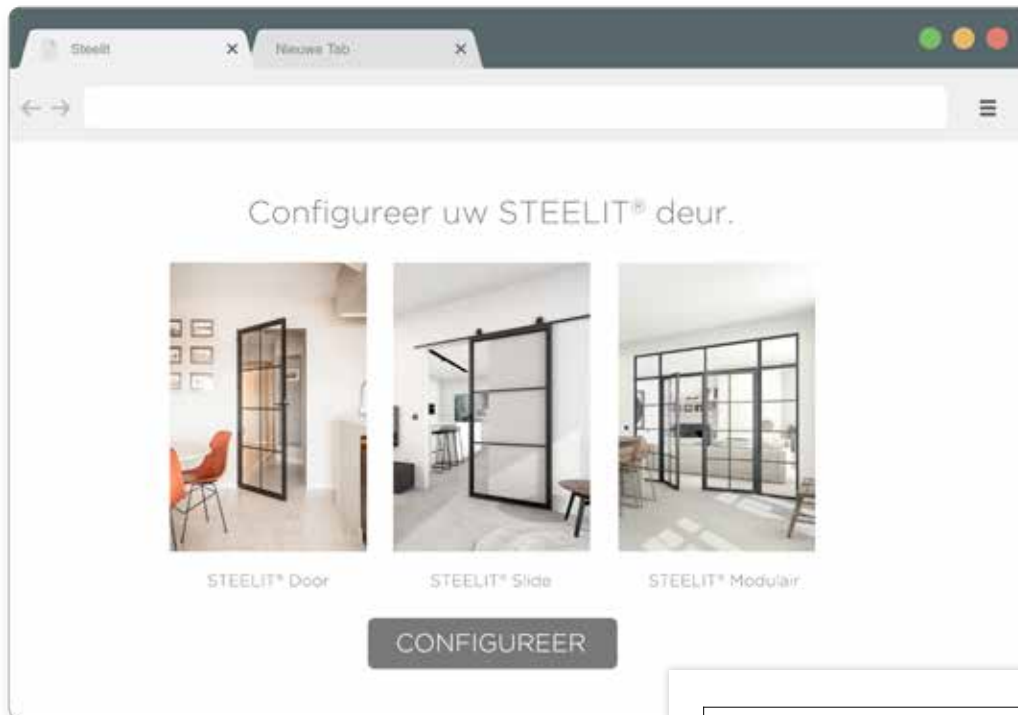 Steelit
Nieuwe Tab
Configureer uw STEELIT® deur.
STEELIT® Door
STEELIT® Slide
STEELIT® Modulair
CONFIGUREER